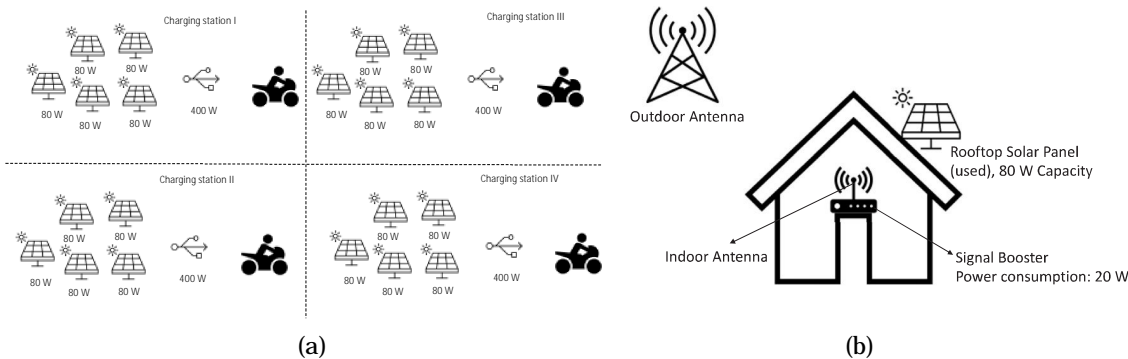 Charging station I
80 W
80 W
80 W
80 W
80 W
400 W
Charging station III
80 W
80 W
80 W
80 W
80 W
400 W
Charging station II
80 W
80 W
80 W
80 W
80 W
400 W
Charging station IV
80 W
80 W
80 W
80 W
80 W
400 W
(a)
Outdoor Antenna
Rooftop Solar Panel
(used), 80 W Capacity
Indoor Antenna
Signal Booster
Power consumption: 20 W
(b)